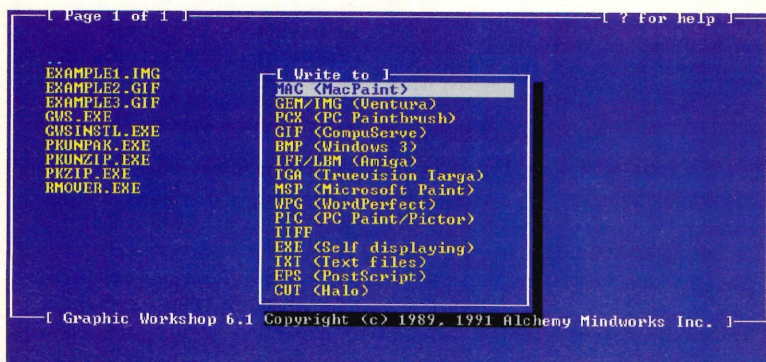 [ Page 1 of 1 ]
[ ? for help ]
..
EXAMPLE1.IMG
EXAMPLE2.GIF
EXAMPLE3.GIF
GWS.EXE
GWSINSTL.EXE
PKUNPAK.EXE
PKUNZIP.EXE
PKZIP.EXE
RMOVER.EXE
[ Write to ]
MAC (MacPaint)
GEM/IMG (Ventura)
PCX (PC Paintbrush)
GIF (CompuServe)
BMP (Windows 3)
IFF/LBM (Amiga)
TGA (Truevision Targa)
MSP (Microsoft Paint)
WPG (WordPerfect)
PIC (PC Paint/Pictor)
TIFF
EXE (Self displaying)
TXT (Text files)
EPS (PostScript)
CUT (Halo)
[ Graphic Workshop 6.1 Copyright (c) 1989, 1991 Alchemy Mindworks Inc. ]